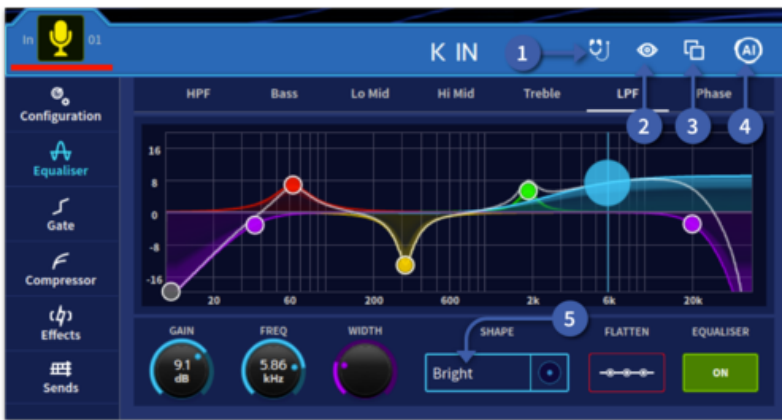 In 01 K IN 1 AI
2 3 4
HPF Bass Lo Mid Hi Mid Treble LPF Phase
Configuration
Equaliser
Gate
Compressor
Effects
Sends
16
8
0
-8
-16
20 60 200 600 2k 6k 20k
5
GAIN FREQ WIDTH SHAPE FLATTEN EQUALISER
9.1 dB
5.86 kHz
Bright
ON